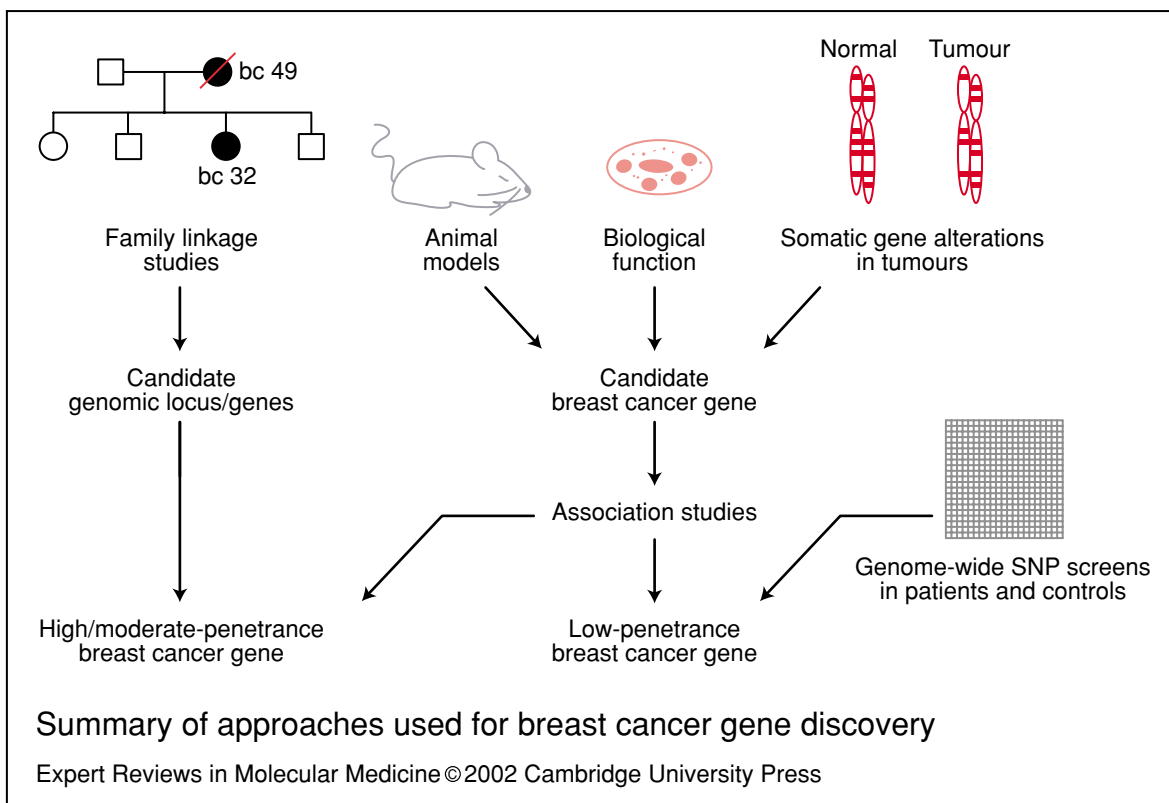 bc 49
bc 32
Normal
Tumour
Family linkage
studies
Animal
models
Biological
function
Somatic gene alterations
in tumours
Candidate
genomic locus/genes
Candidate
breast cancer gene
Association studies
Genome-wide SNP screens
in patients and controls
High/moderate-penetrance
breast cancer gene
Low-penetrance
breast cancer gene
Summary of approaches used for breast cancer gene discovery
Expert Reviews in Molecular Medicine © 2002 Cambridge University Press